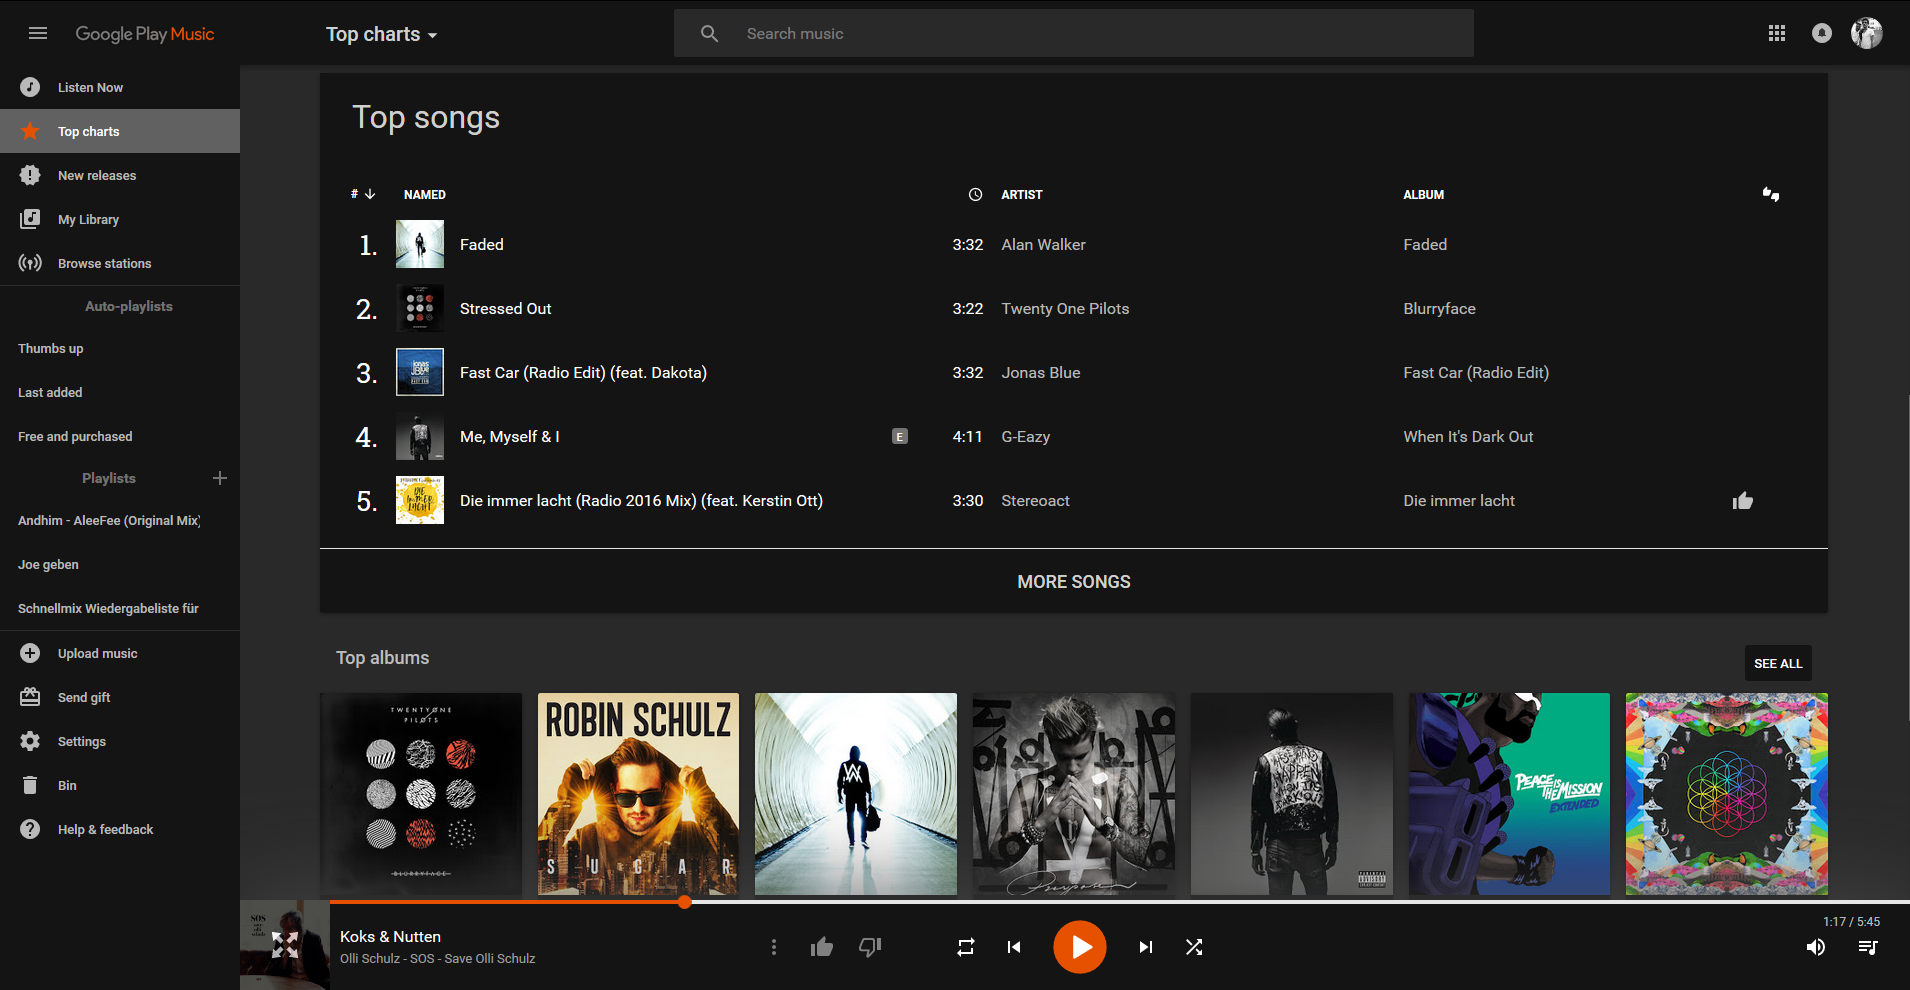 Google Play Music
Top charts
Search music
Listen Now
Top charts
New releases
My Library
Browse stations
Auto-playlists
Thumbs up
Last added
Free and purchased
Playlists
Andhim - AleeFee (Original Mix)
Joe geben
Schnellmix Wiedergabeliste für
Upload music
Send gift
Settings
Bin
Help & feedback
Top songs
# NAMED ARTIST ALBUM
1. Faded 3:32 Alan Walker Faded
2. Stressed Out 3:22 Twenty One Pilots Blurryface
3. Fast Car (Radio Edit) (feat. Dakota) 3:32 Jonas Blue Fast Car (Radio Edit)
4. Me, Myself & I E 4:11 G-Eazy When It's Dark Out
5. Die immer lacht (Radio 2016 Mix) (feat. Kerstin Ott) 3:30 Stereoact Die immer lacht
MORE SONGS
Top albums
SEE ALL
TWENTY ONE
PILOTS
BLURRYFACE
ROBIN SCHULZ
SUGAR
Purpose
PEACE IS
THE MISSION
EXTENDED
SOS
Koks & Nutten
Olli Schulz - SOS - Save Olli Schulz
1:17 / 5:45